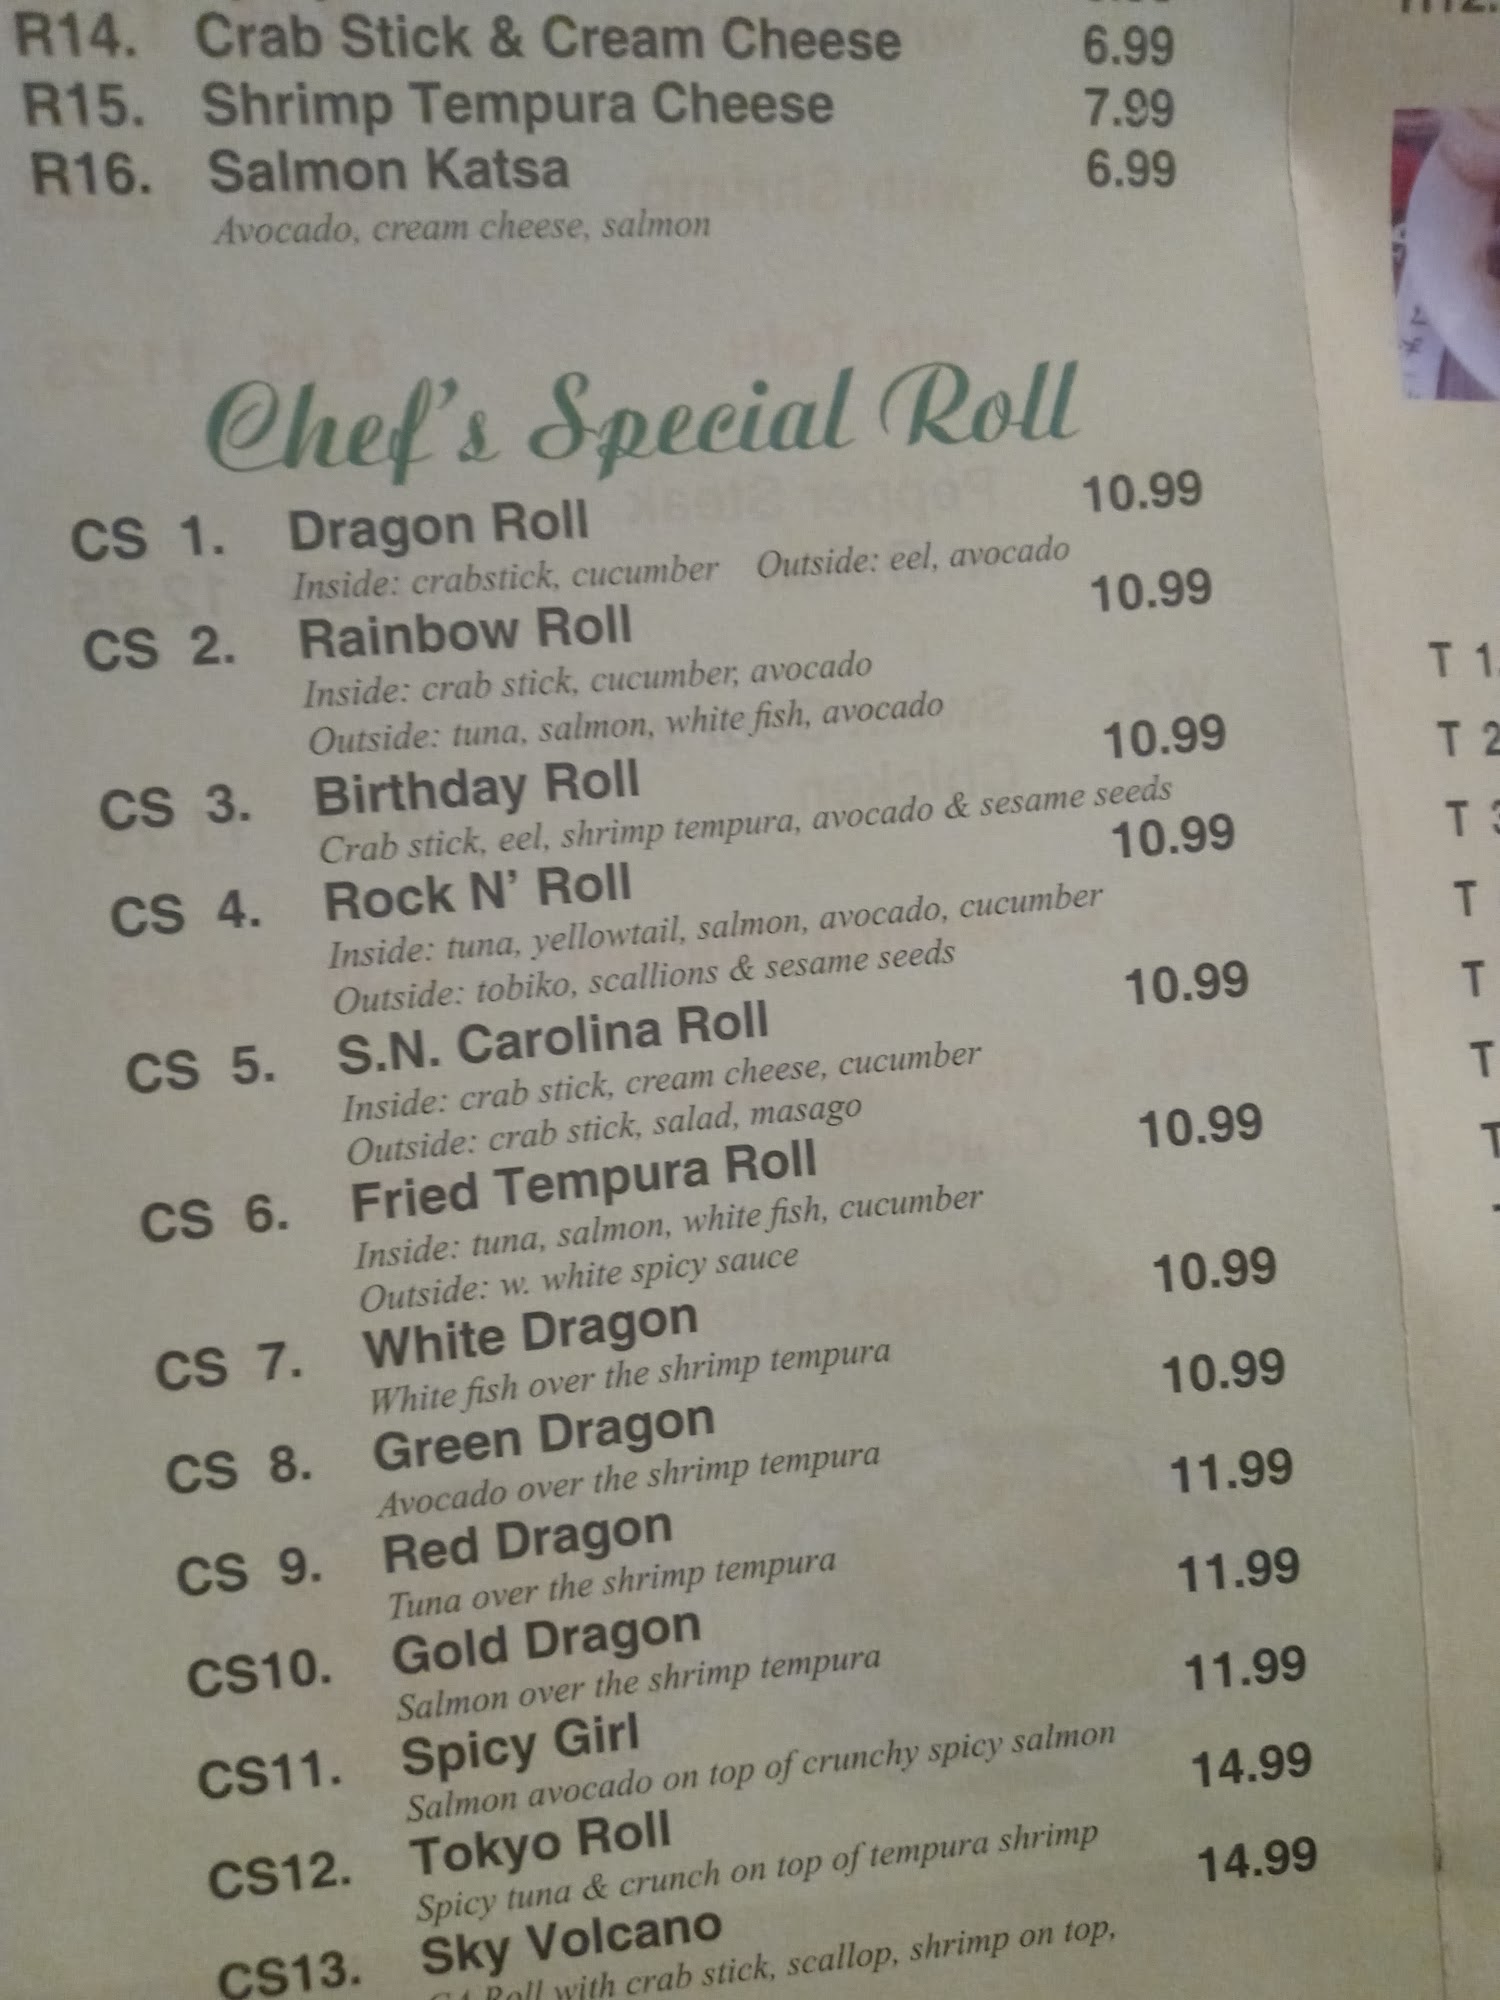 R14. Crab Stick & Cream Cheese 6.99
R15. Shrimp Tempura Cheese 7.99
R16. Salmon Katsa 6.99
Avocado, cream cheese, salmon
Chef's Special Roll
CS 1. Dragon Roll 10.99
Inside: crabstick, cucumber Outside: eel, avocado
CS 2. Rainbow Roll 10.99
Inside: crab stick, cucumber, avocado
Outside: tuna, salmon, white fish, avocado
CS 3. Birthday Roll 10.99
Crab stick, eel, shrimp tempura, avocado & sesame seeds
CS 4. Rock N' Roll 10.99
Inside: tuna, yellowtail, salmon, avocado, cucumber
Outside: tobiko, scallions & sesame seeds
CS 5. S.N. Carolina Roll 10.99
Inside: crab stick, cream cheese, cucumber
Outside: crab stick, salad, masago
CS 6. Fried Tempura Roll 10.99
Inside: tuna, salmon, white fish, cucumber
Outside: w. white spicy sauce
CS 7. White Dragon 10.99
White fish over the shrimp tempura
CS 8. Green Dragon 10.99
Avocado over the shrimp tempura
CS 9. Red Dragon 11.99
Tuna over the shrimp tempura
CS10. Gold Dragon 11.99
Salmon over the shrimp tempura
CS11. Spicy Girl 11.99
Salmon avocado on top of crunchy spicy salmon
CS12. Tokyo Roll 14.99
Spicy tuna & crunch on top of tempura shrimp
CS13. Sky Volcano 14.99
Roll with crab stick, scallop, shrimp on top,
T 1.
T 2
T 3
T
T
T
T